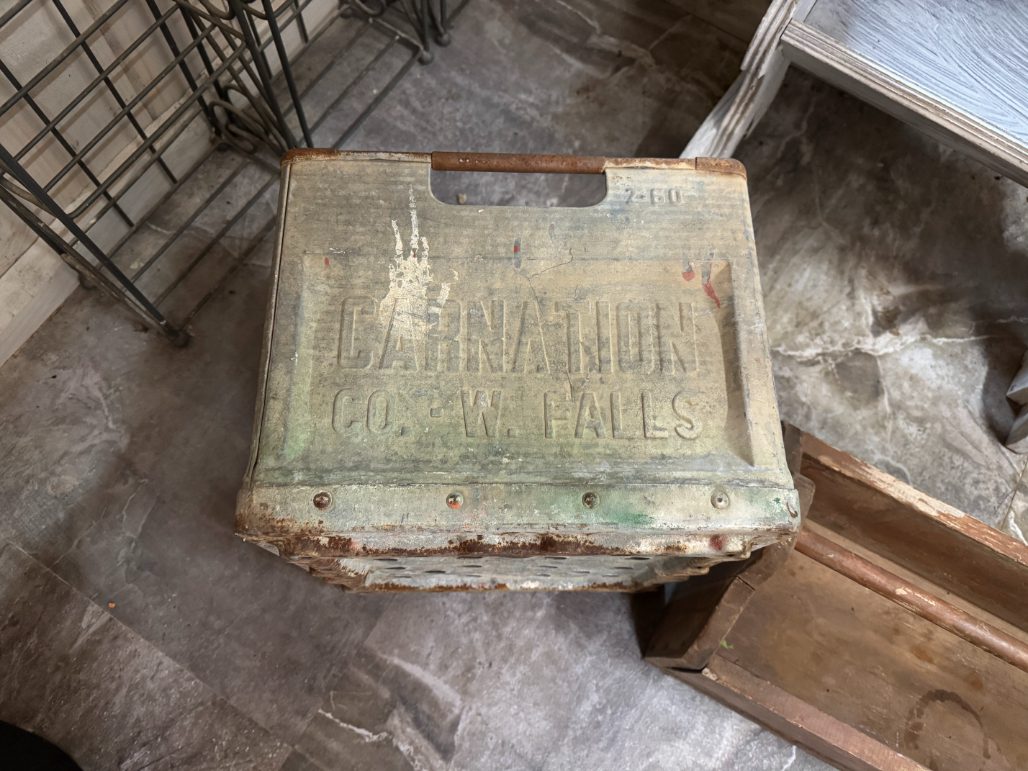 2-60
CARNATION
CO. - W. FALLS